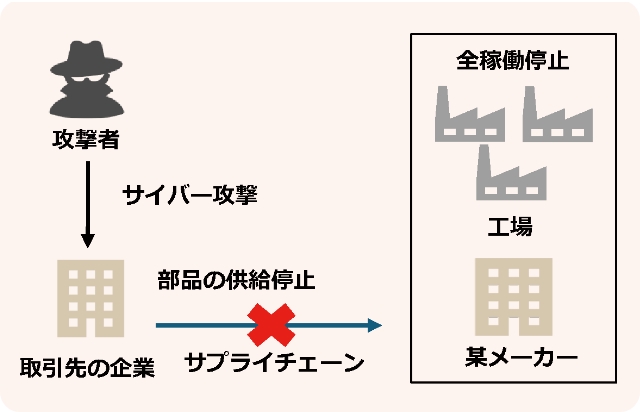 攻撃者
サイバー攻撃
取引先の企業
部品の供給停止
サプライチェーン
全稼働停止
工場
某メーカー